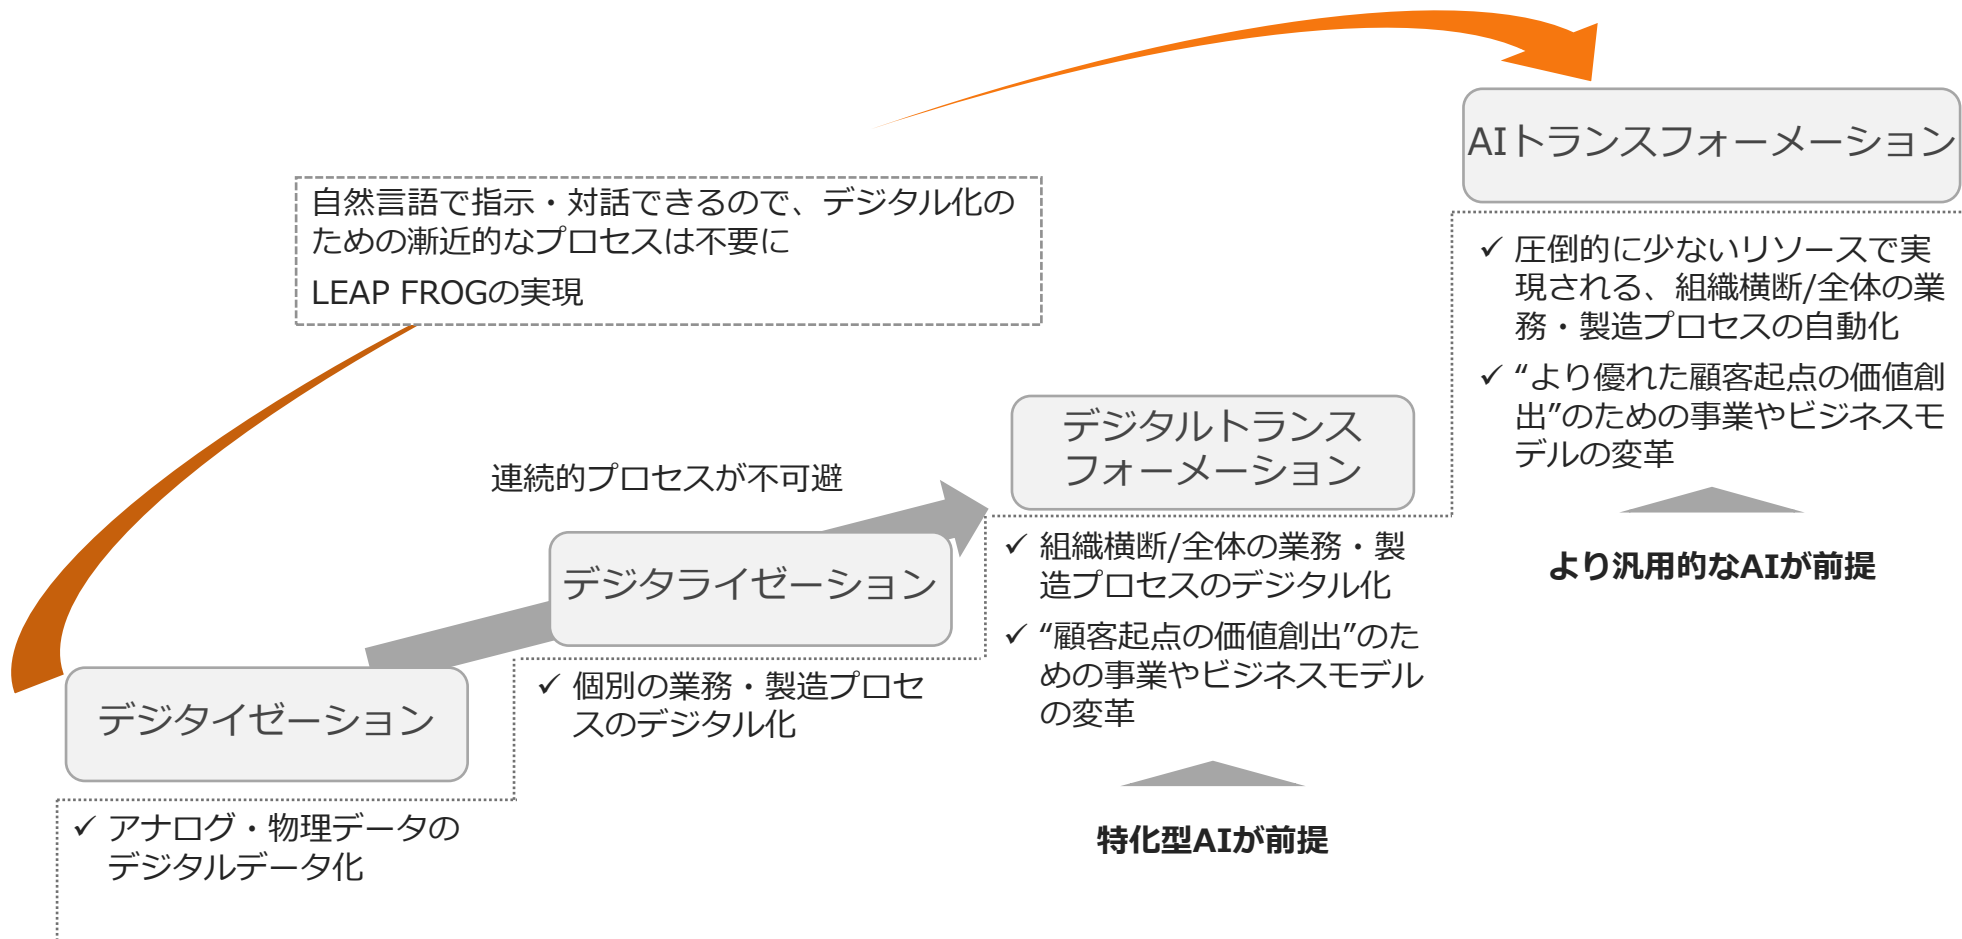 AIトランスフォーメーション
自然言語で指示・対話できるので、デジタル化の
ための漸近的なプロセスは不要に
LEAP FROGの実現
✓ 圧倒的に少ないリソースで実
現される、組織横断/全体の業
務・製造プロセスの自動化
✓ “より優れた顧客起点の価値創
出”のための事業やビジネスモ
デルの変革
より汎用的なAIが前提
デジタルトランス
フォーメーション
連続的プロセスが不可避
✓ 組織横断/全体の業務・製
造プロセスのデジタル化
✓ “顧客起点の価値創出”のた
めの事業やビジネスモデル
の変革
特化型AIが前提
デジタライゼーション
✓ 個別の業務・製造プロセ
スのデジタル化
デジタイゼーション
✓ アナログ・物理データの
デジタルデータ化